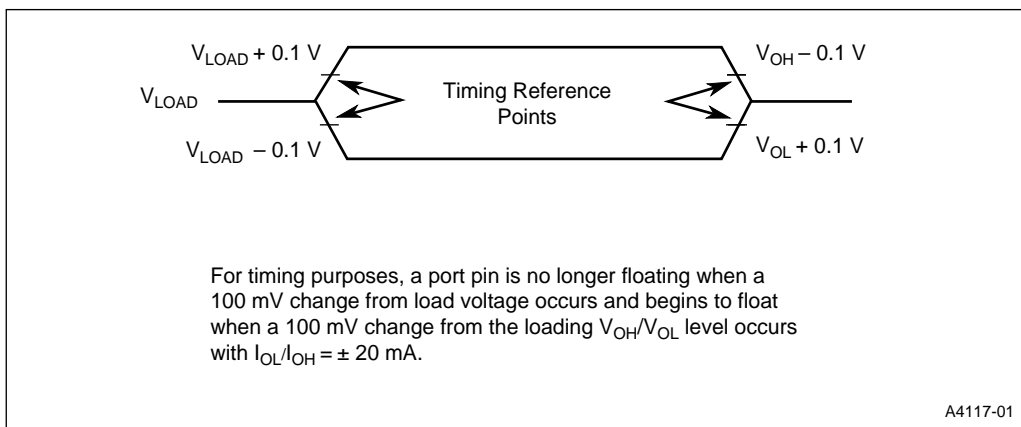 V_LOAD + 0.1 V
V_OH – 0.1 V
V_LOAD
Timing Reference
Points
V_LOAD – 0.1 V
V_OL + 0.1 V
For timing purposes, a port pin is no longer floating when a
100 mV change from load voltage occurs and begins to float
when a 100 mV change from the loading V_OH/V_OL level occurs
with I_OL/I_OH = ± 20 mA.
A4117-01